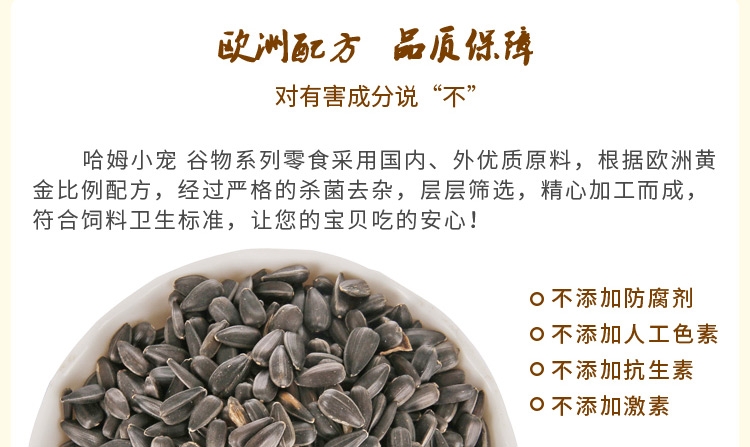 欧洲配方 品质保障
对有害成分说“不”
哈姆小宠 谷物系列零食采用国内、外优质原料，根据欧洲黄
金比例配方，经过严格的杀菌去杂，层层筛选，精心加工而成，
符合饲料卫生标准，让您的宝贝吃的安心！
不添加防腐剂
不添加人工色素
不添加抗生素
不添加激素